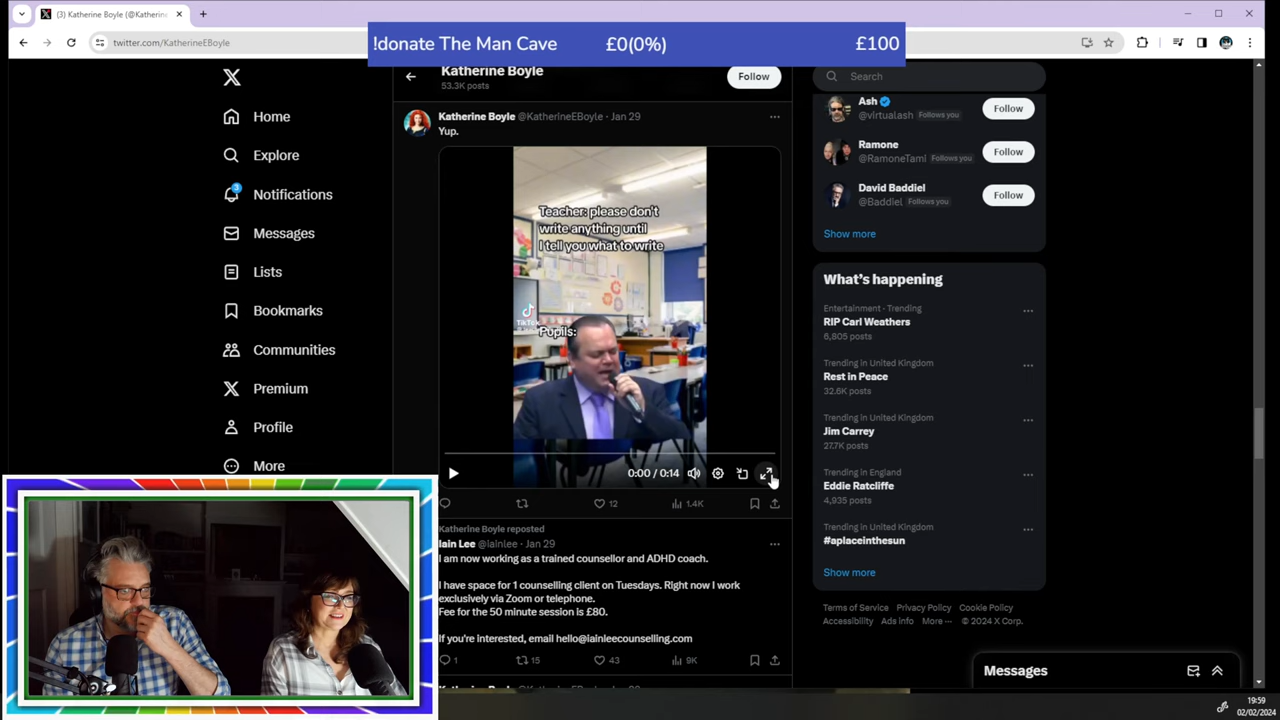 (3) Katherine Boyle (@Katherin
twitter.com/KatherineEBoyle
!donate The Man Cave £0(0%) £100
Home
Explore
3
Notifications
Messages
Lists
Bookmarks
Communities
Premium
Profile
More
Katherine Boyle
53.3K posts
Follow
Katherine Boyle @KatherineEBoyle · Jan 29
Yup.
Teacher: please don't
write anything until
I tell you what to write
TikTok
Pupils:
0:00 / 0:14
12 1.4K
Katherine Boyle reposted
Iain Lee @iainlee · Jan 29
I am now working as a trained counsellor and ADHD coach.
I have space for 1 counselling client on Tuesdays. Right now I work
exclusively via Zoom or telephone.
Fee for the 50 minute session is £80.
If you're interested, email hello@iainleecounselling.com
1 15 43 9K
Search
Ash
@virtualash Follows you
Follow
Ramone
@RamoneTami Follows you
Follow
David Baddiel
@Baddiel Follows you
Follow
Show more
What's happening
Entertainment · Trending
RIP Carl Weathers
6,805 posts
Trending in United Kingdom
Rest in Peace
32.6K posts
Trending in United Kingdom
Jim Carrey
27.7K posts
Trending in England
Eddie Ratcliffe
4,935 posts
Trending in United Kingdom
#aplaceinthesun
Show more
Terms of Service Privacy Policy Cookie Policy
Accessibility Ads info More ··· © 2024 X Corp.
Messages
19:59
02/02/2024